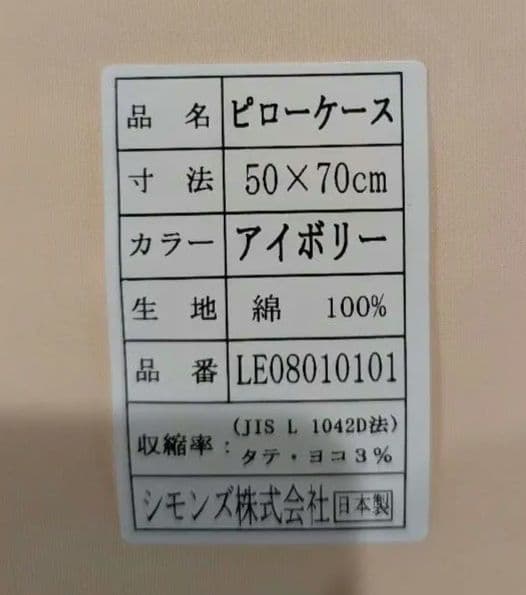 品 名 ピローケース
寸 法 50×70cm
カラー アイボリー
生 地 綿 100%
品 番 LE08010101
収縮率：(JIS L 1042D法)
タテ・ヨコ3%
シモンズ株式会社 日本製